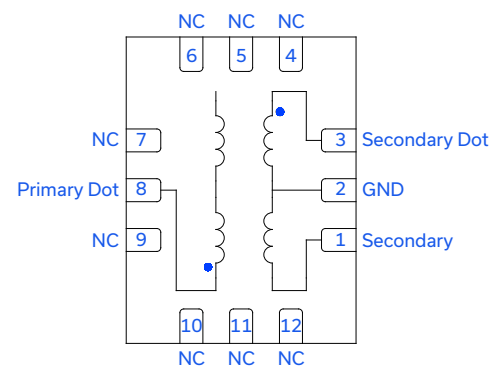 NC NC NC
6 5 4
NC 7 3 Secondary Dot
Primary Dot 8 2 GND
NC 9 1 Secondary
10 11 12
NC NC NC